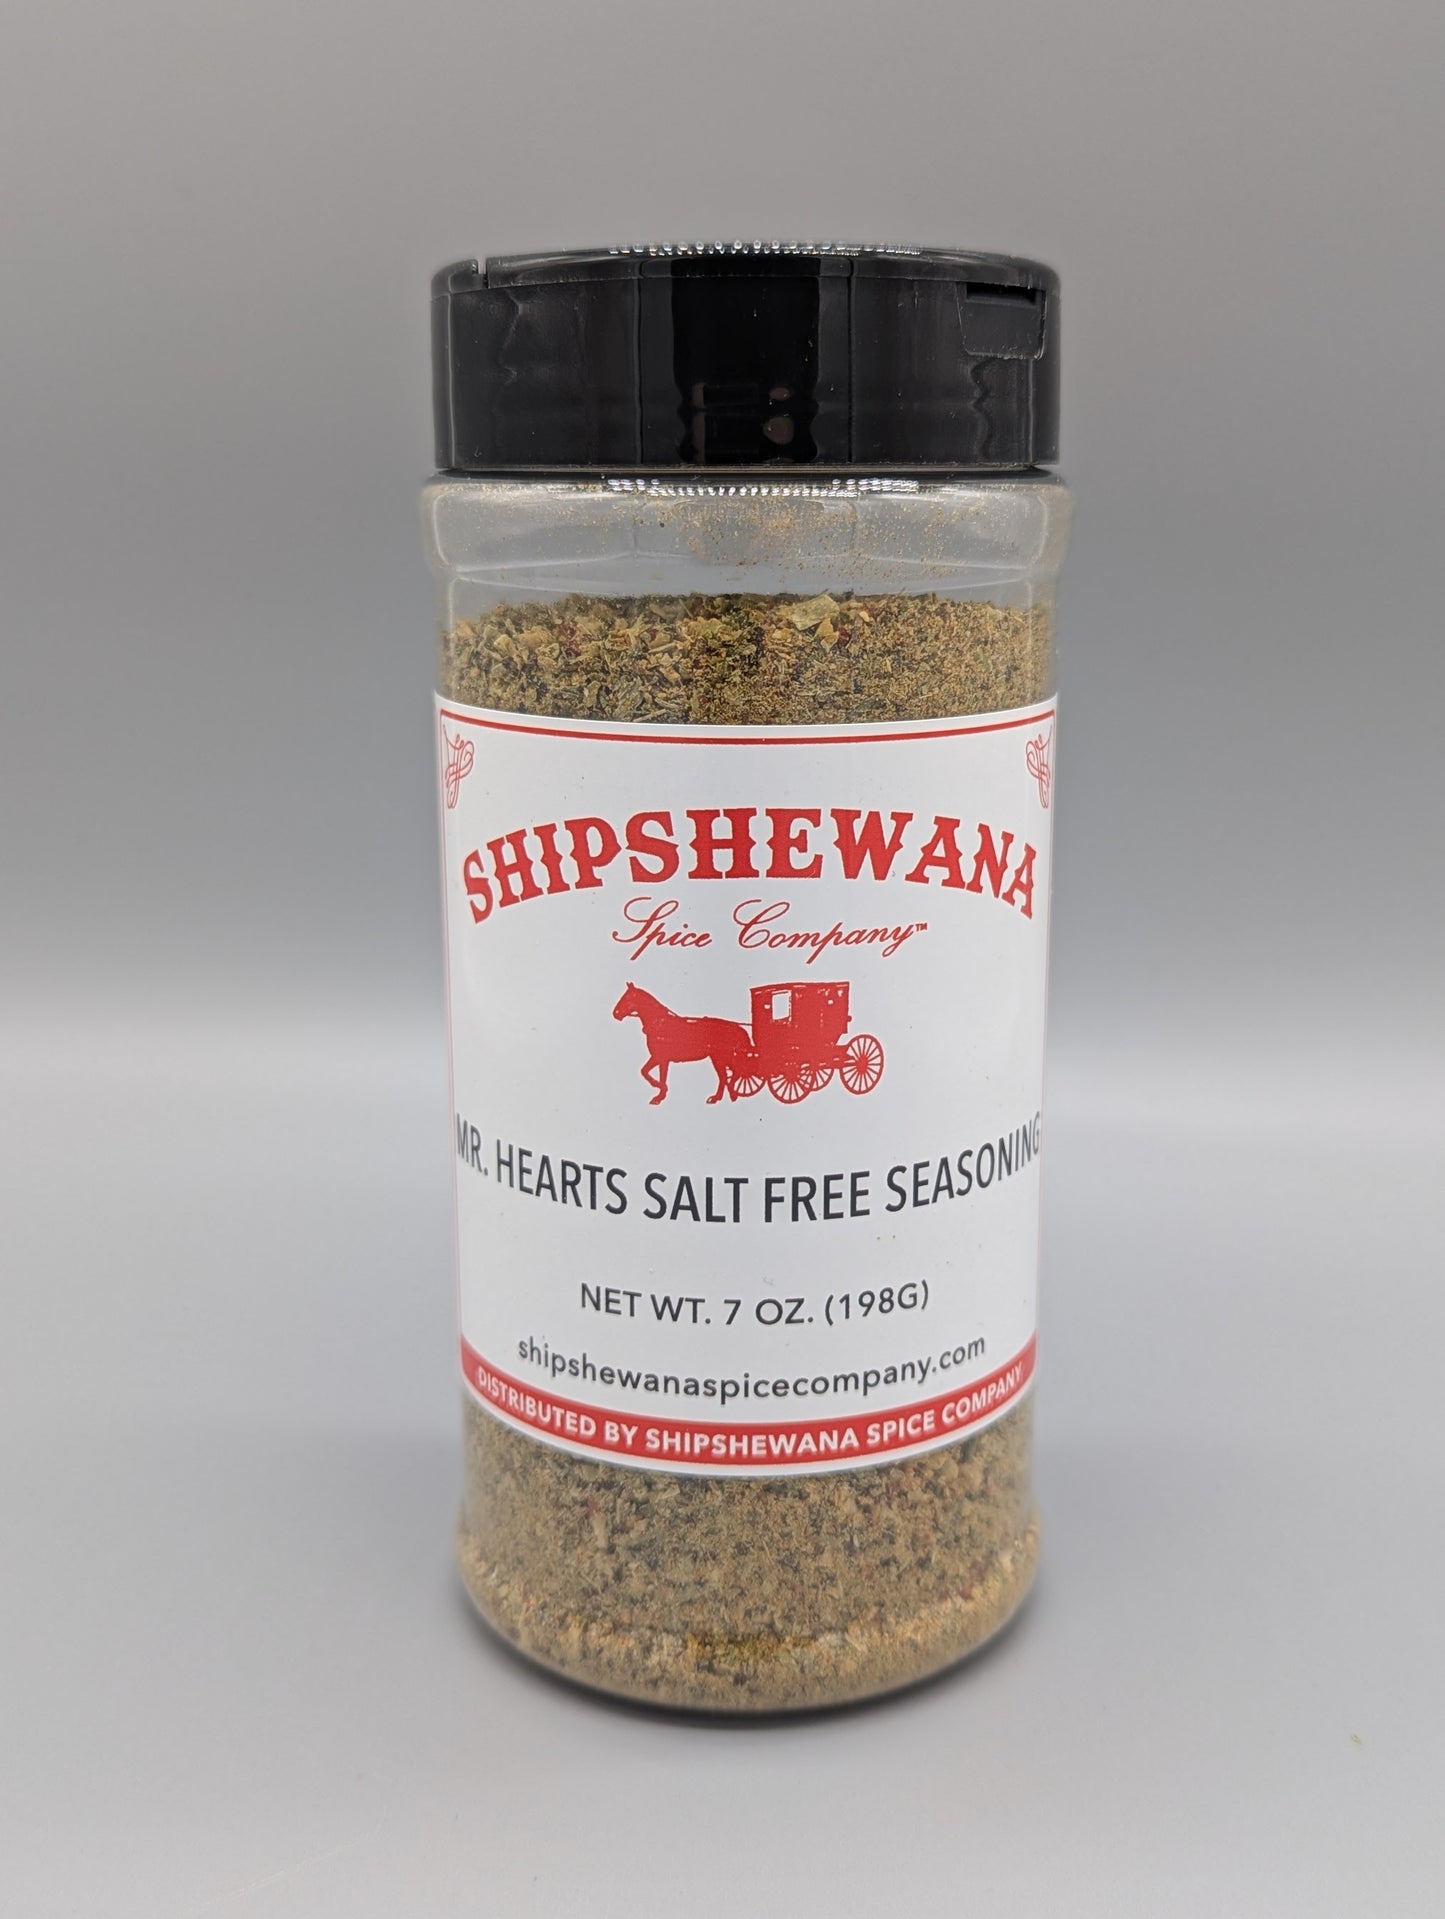 SHIPSHEWANA
Spice Company™
MR. HEARTS SALT FREE SEASONING
NET WT. 7 OZ. (198G)
shipshewanaspicecompany.com
DISTRIBUTED BY SHIPSHEWANA SPICE COMPANY